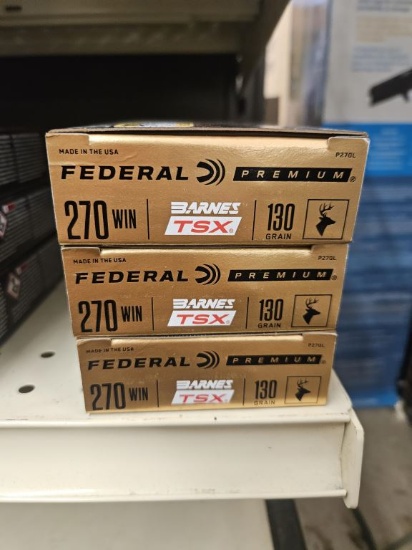 MADE IN THE USA P270L
FEDERAL PREMIUM®
270 WIN BARNES TSX® 130 GRAIN
MADE IN THE USA P270L
FEDERAL PREMIUM®
270 WIN BARNES TSX® 130 GRAIN
MADE IN THE USA P270L
FEDERAL PREMIUM®
270 WIN BARNES TSX® 130 GRAIN